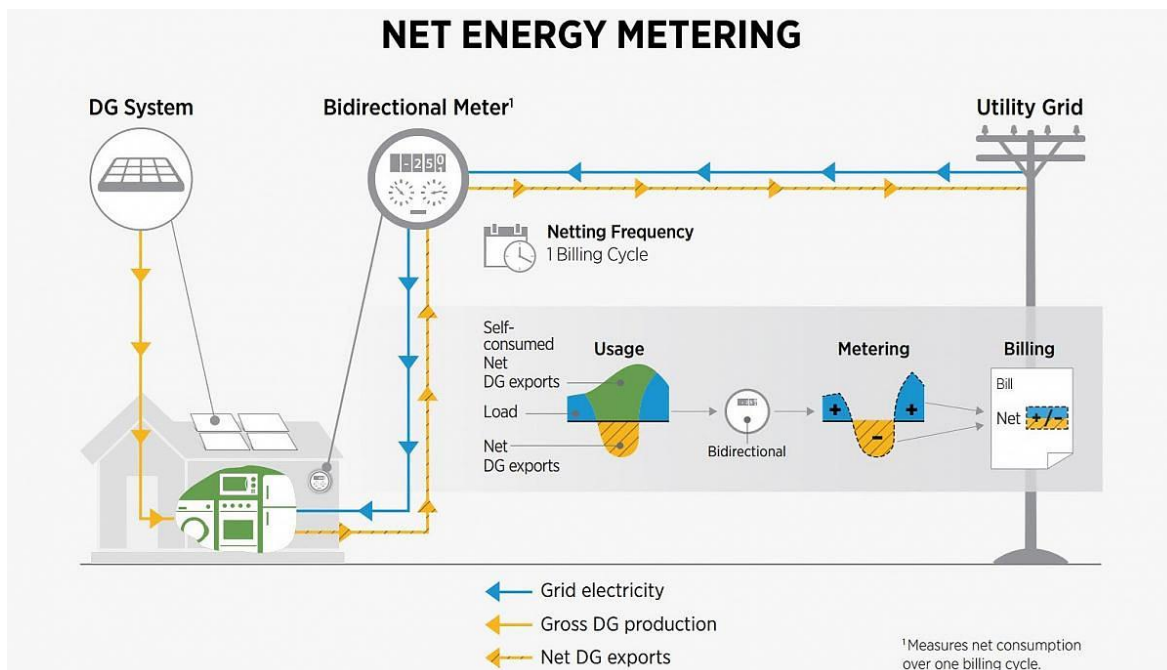 NET ENERGY METERING
DG System
Bidirectional Meter¹
Utility Grid
-250
Netting Frequency
1 Billing Cycle
Self-
consumed
Net
DG exports
Load
Net
DG exports
Usage
Bidirectional
Metering
+
+
-
Billing
Bill
Net +/-
Grid electricity
Gross DG production
Net DG exports
¹Measures net consumption
over one billing cycle.